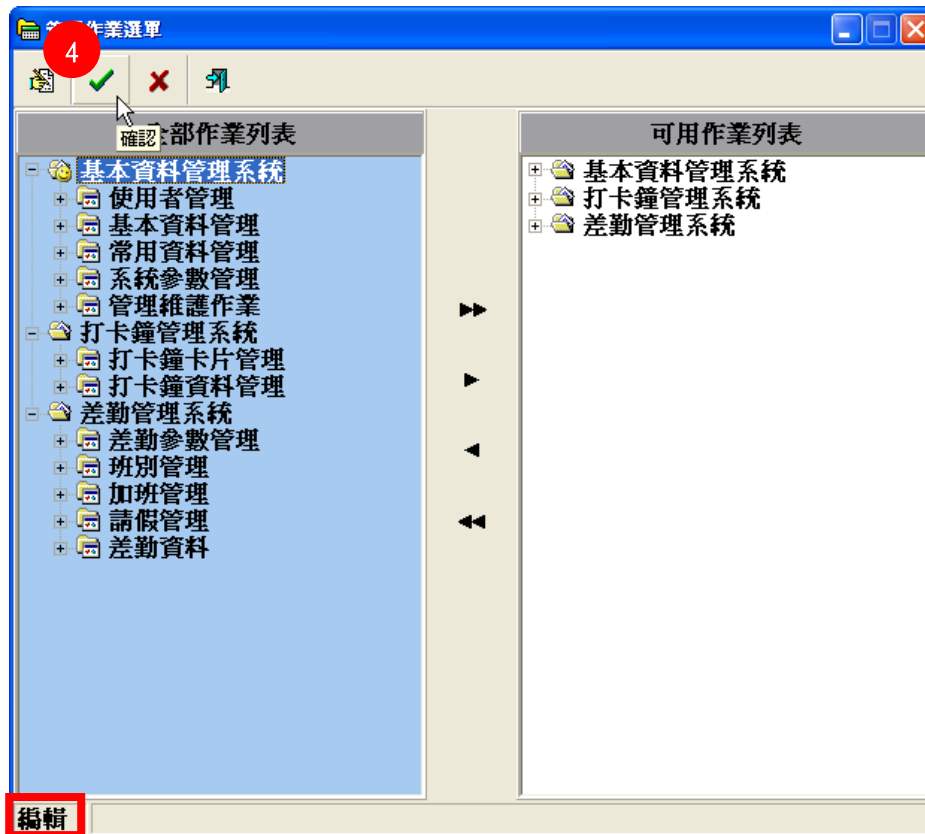 作業選單
4
確認
全部作業列表
可用作業列表
基本資料管理系統
使用者管理
基本資料管理
常用資料管理
系統參數管理
管理維護作業
打卡鐘管理系統
打卡鐘卡片管理
打卡鐘資料管理
差勤管理系統
差勤參數管理
班別管理
加班管理
請假管理
差勤資料
基本資料管理系統
打卡鐘管理系統
差勤管理系統
編輯